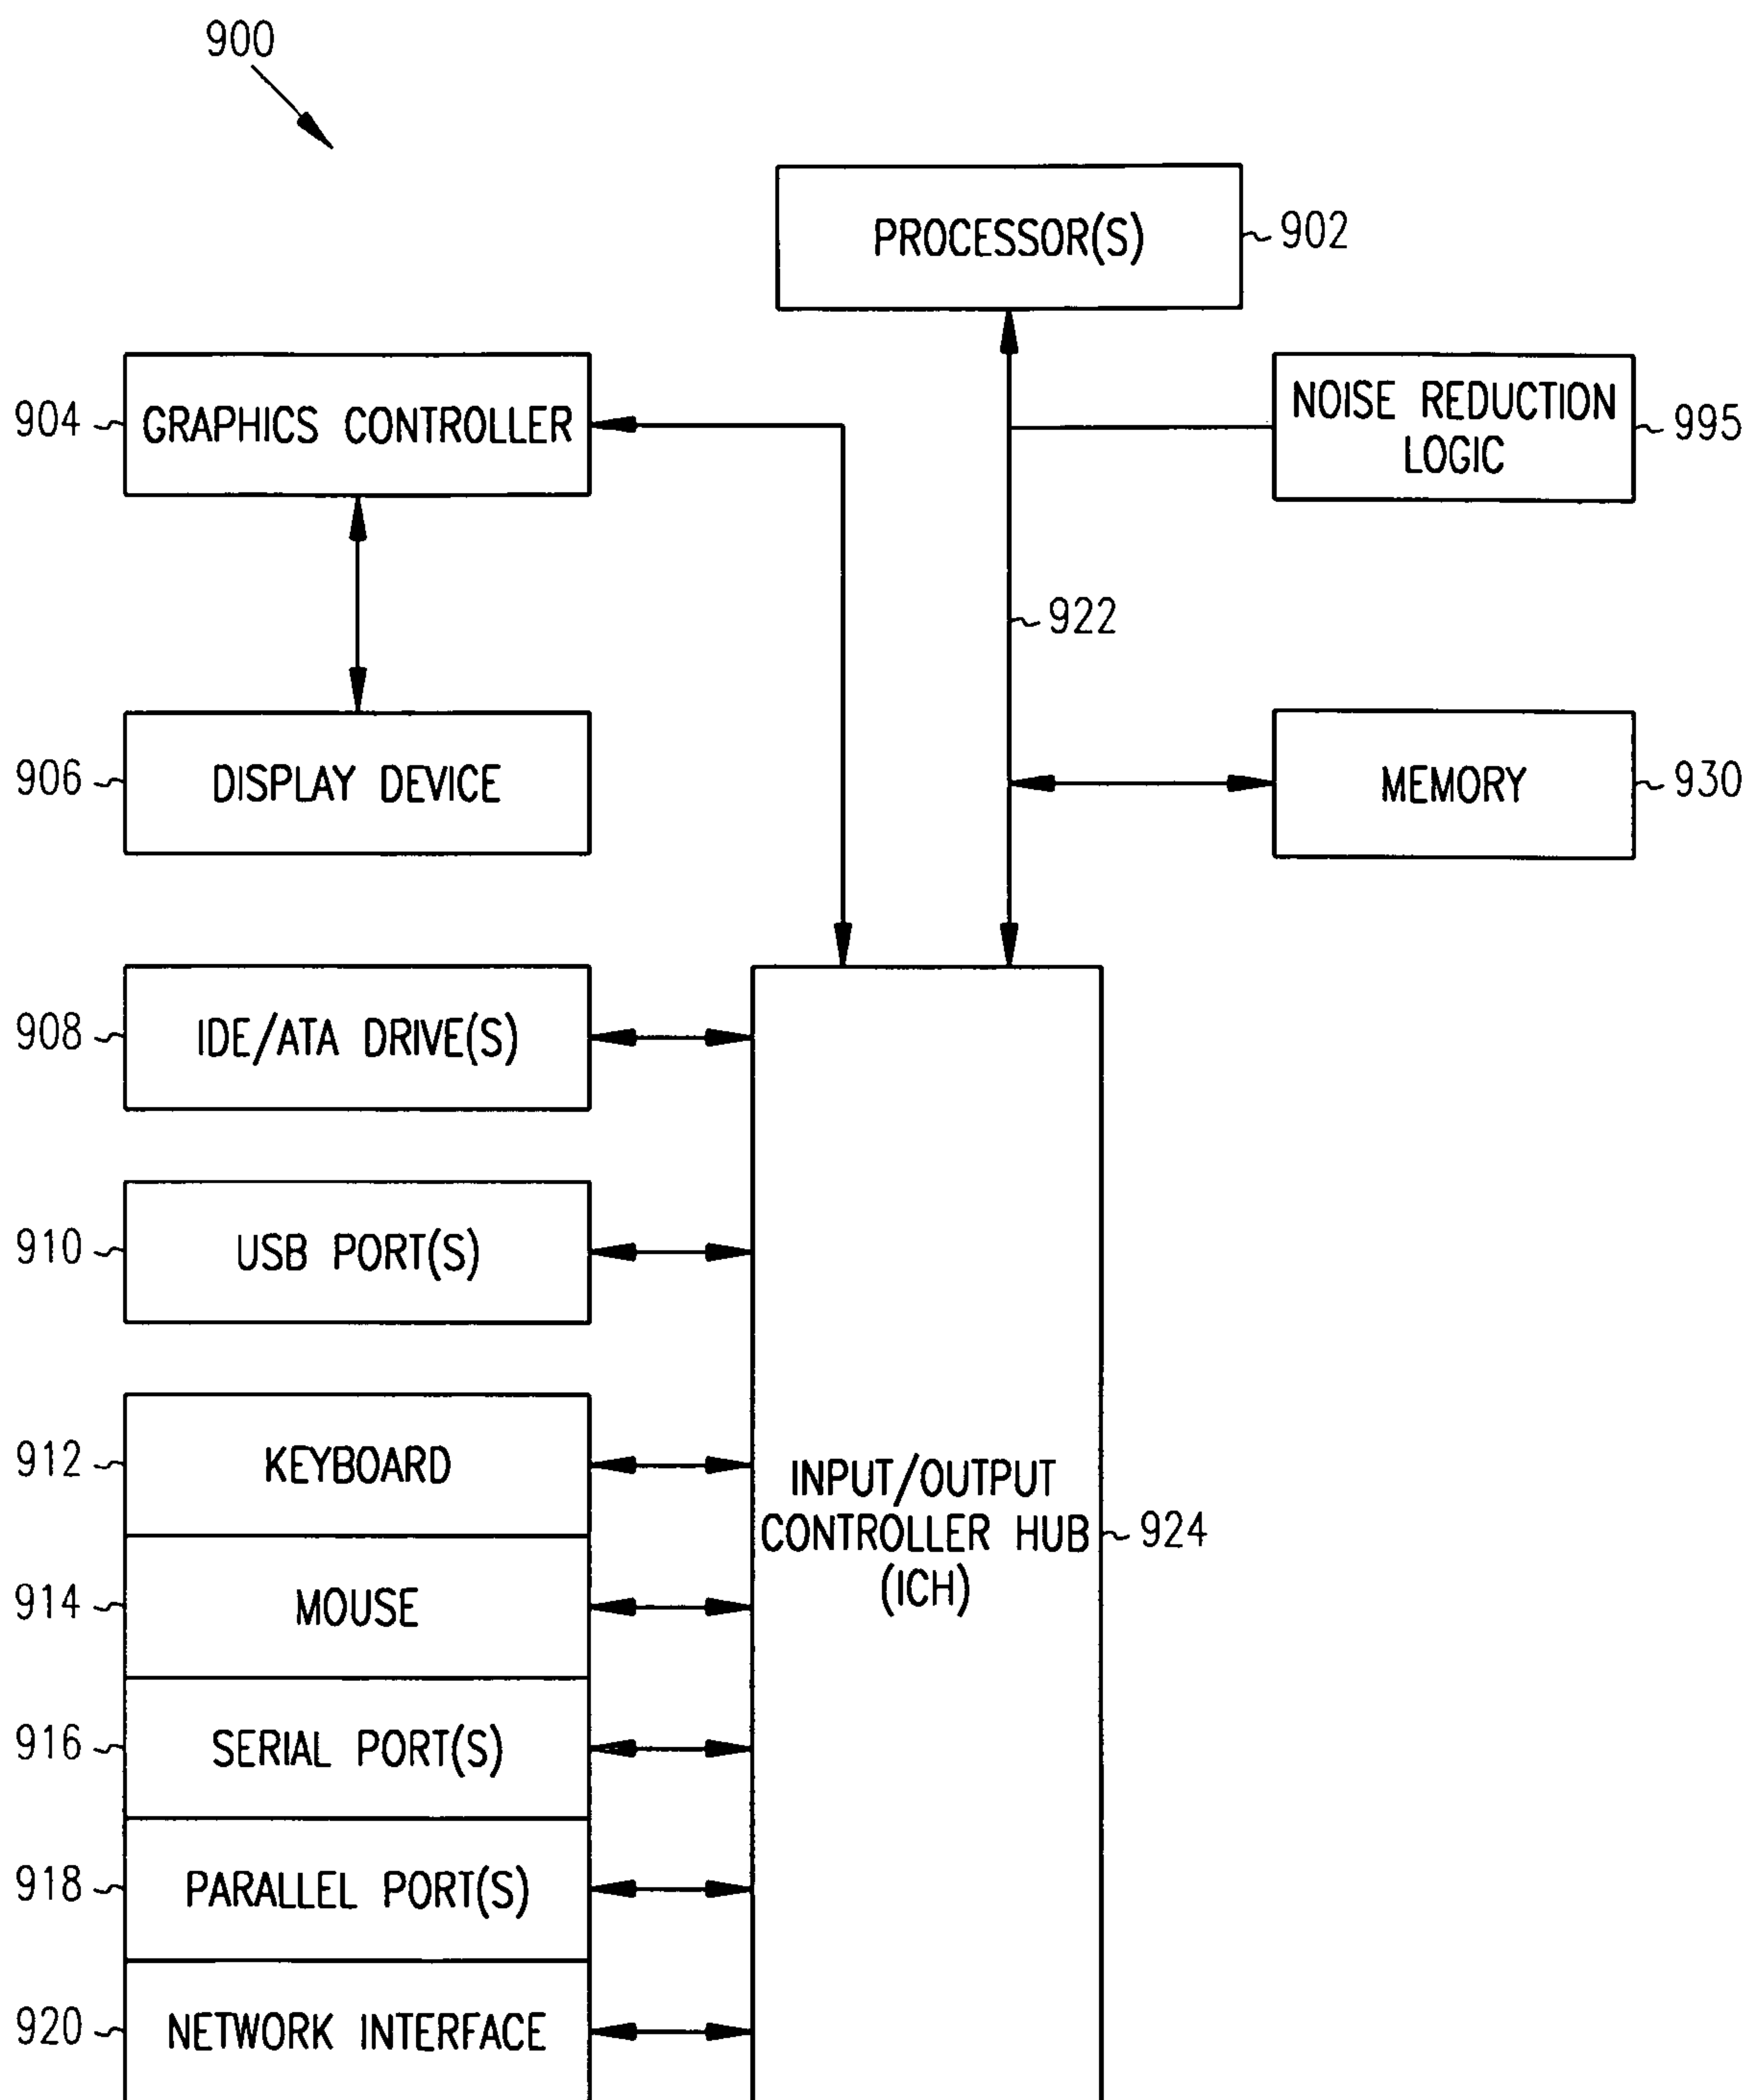 900
PROCESSOR(S)
902
904
GRAPHICS CONTROLLER
NOISE REDUCTION
LOGIC
995
922
906
DISPLAY DEVICE
MEMORY
930
908
IDE/ATA DRIVE(S)
910
USB PORT(S)
912
KEYBOARD
INPUT/OUTPUT
CONTROLLER HUB
(ICH)
924
914
MOUSE
916
SERIAL PORT(S)
918
PARALLEL PORT(S)
920
NETWORK INTERFACE